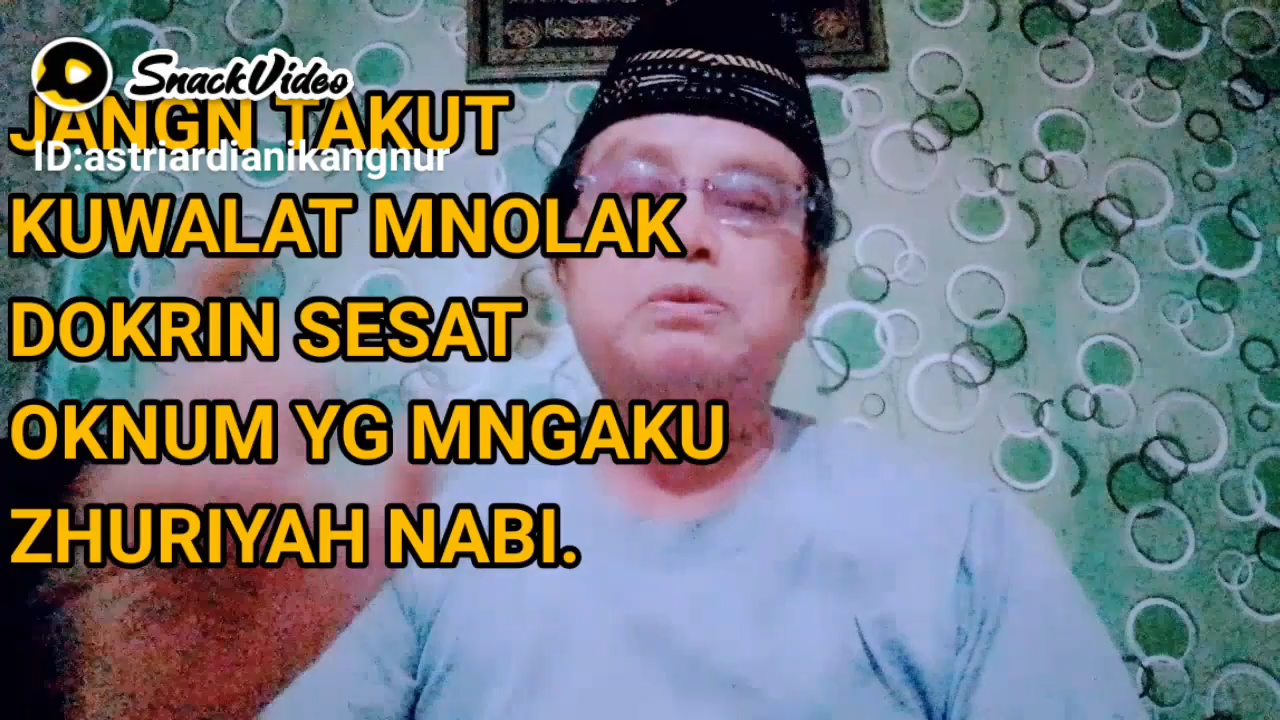 SnackVideo
JANGN TAKUT
ID:astriardianikangnur
KUWALAT MNOLAK
DOKRIN SESAT
OKNUM YG MNGAKU
ZHURIYAH NABI.